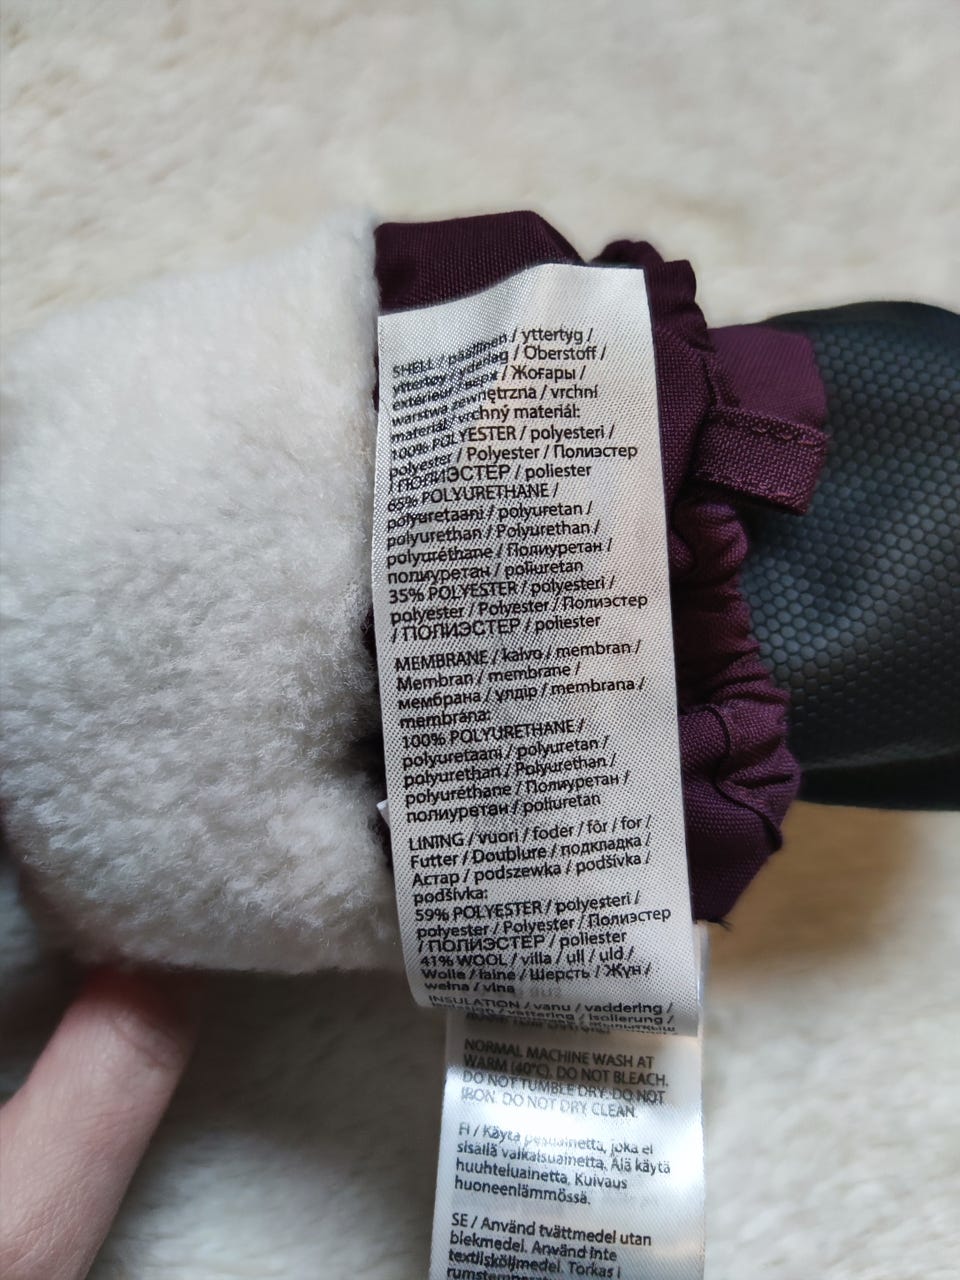 SHELL / päällinen / yttertyg /
yttertøy / ydarlag / Oberstoff /
extérieur / верх / Жоғары /
warstwa zewnętrzna / vrchní
materiál / vrchný materiál:
100% POLYESTER / polyesteri /
polyester / Polyester / Полиэстер
/ ПОЛИЭСТЕР / poliester
65% POLYURETHANE /
polyuretaani / polyuretan /
polyurethan / Polyurethan /
polyuréthane / Полиуретан /
полиуретан / poliuretan
35% POLYESTER / polyesteri /
polyester / Polyester / Полиэстер
/ ПОЛИЭСТЕР / poliester
MEMBRANE / kalvo / membran /
Membran / membrane /
мембрана / үлдір / membrana /
membrána:
100% POLYURETHANE /
polyuretaani / polyuretan /
polyurethan / Polyurethan /
polyuréthane / Полиуретан /
полиуретан / poliuretan
LINING / vuori / foder / fôr / for /
Futter / Doublure / подкладка /
Астар / podszewka / podšívka /
podšívka:
59% POLYESTER / polyesteri /
polyester / Polyester / Полиэстер
/ ПОЛИЭСТЕР / poliester
41% WOOL / villa / ull / uld /
Wolle / laine / Шерсть / Жүн /
wełna / vlna
INSULATION / vanu / vaddering /
isolation / vattering / Isolierung /
NORMAL MACHINE WASH AT
WARM (40°C). DO NOT BLEACH.
DO NOT TUMBLE DRY. DO NOT
IRON. DO NOT DRY CLEAN.
FI / Käytä pesuainetta, joka ei
sisällä valkaisuainetta. Älä käytä
huuhteluainetta. Kuivaus
huoneenlämmössä.
SE / Använd tvättmedel utan
blekmedel. Använd inte
textilsköljmedel. Torkas i
rumstemperatur